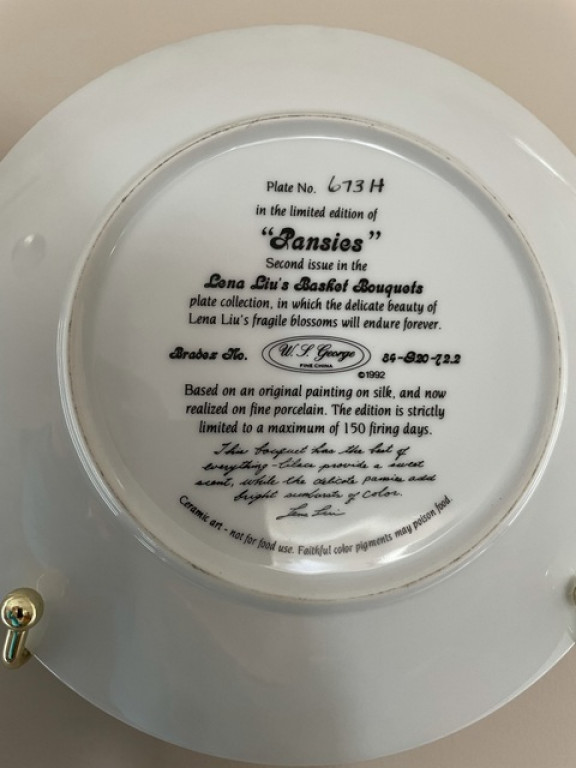 Plate No. 673 H
in the limited edition of
“Pansies”
Second issue in the
Lena Liu's Basket Bouquets
plate collection, in which the delicate beauty of
Lena Liu's fragile blossoms will endure forever.
Bradex No. W. S. George 84-G20-72.2
FINE CHINA
©1992
Based on an original painting on silk, and now
realized on fine porcelain. The edition is strictly
limited to a maximum of 150 firing days.
This bouquet has the best of
everything - lilacs provide a sweet
scent, while the delicate pansies add
bright sunbursts of color.
Lena Liu
Ceramic art - not for food use. Faithful color pigments may poison food.